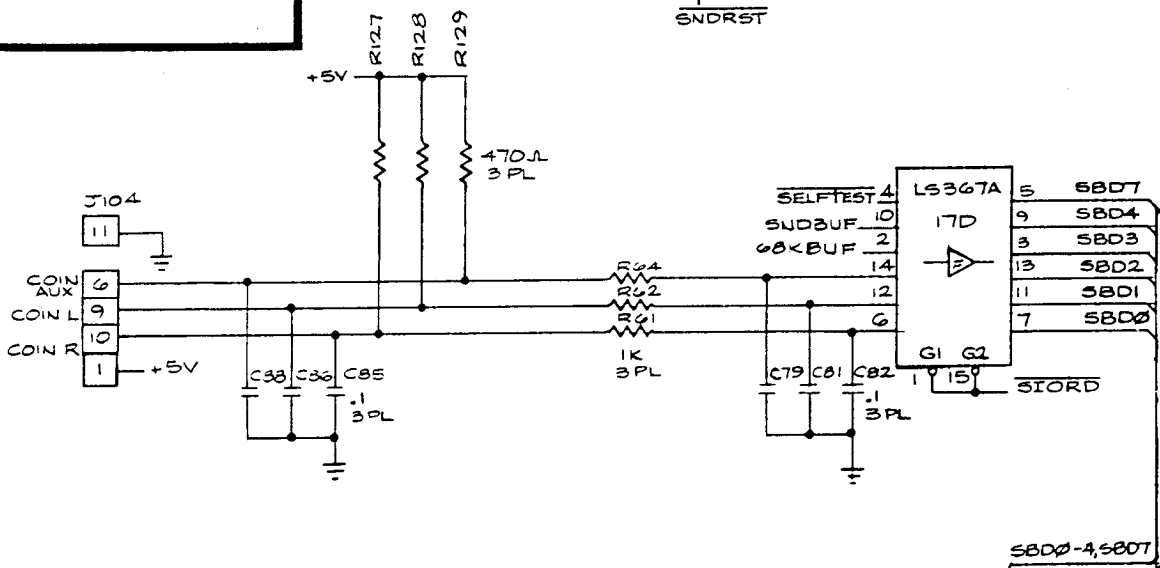 SNDRST
R127
R128
R129
+5V
470Ω
3 PL
J104
11
COIN AUX 6
COIN L 9
COIN R 10
1 +5V
R64
R62
R61
1K
3 PL
C38 C36 C85
.1
3 PL
C79 C81 C82
.1
3 PL
LS367A
17D
SELFTEST 4
SNDBUF 10
68KBUF 2
14
12
6
5 SBD7
9 SBD4
3 SBD3
13 SBD2
11 SBD1
7 SBDØ
G1 G2
1 15
SIORD
SBDØ-4,SBD7